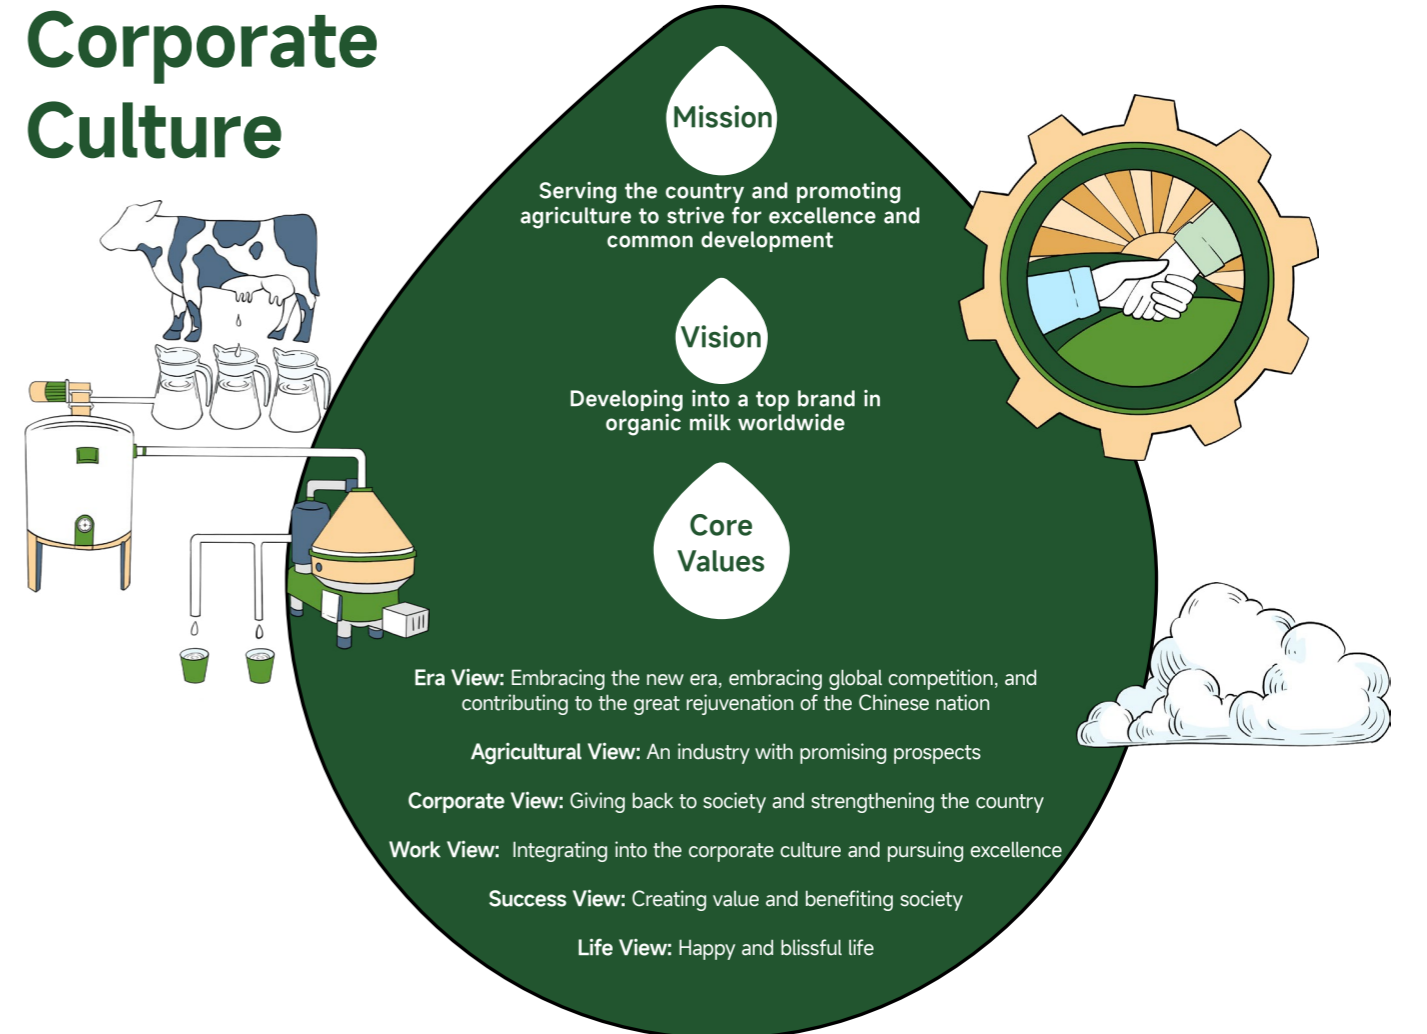 Corporate
Culture
Mission
Serving the country and promoting
agriculture to strive for excellence and
common development
Vision
Developing into a top brand in
organic milk worldwide
Core
Values
Era View: Embracing the new era, embracing global competition, and
contributing to the great rejuvenation of the Chinese nation
Agricultural View: An industry with promising prospects
Corporate View: Giving back to society and strengthening the country
Work View: Integrating into the corporate culture and pursuing excellence
Success View: Creating value and benefiting society
Life View: Happy and blissful life